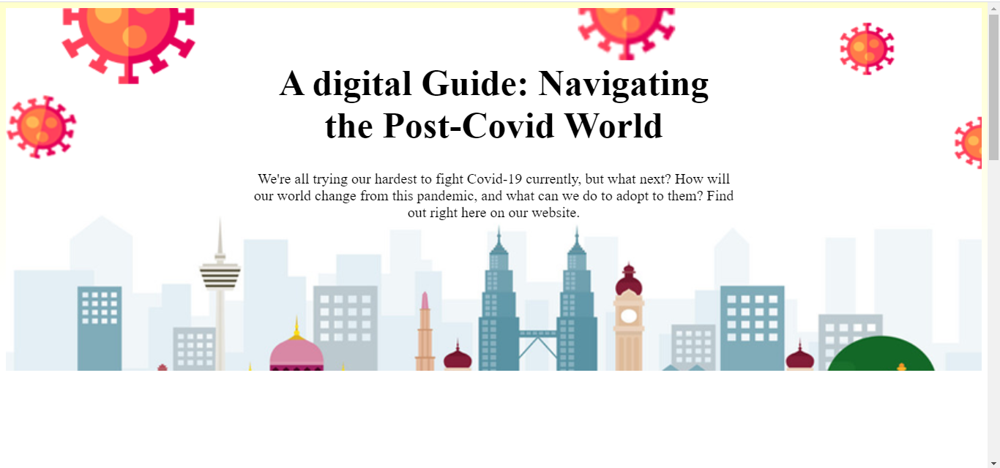 A digital Guide: Navigating
the Post-Covid World
We're all trying our hardest to fight Covid-19 currently, but what next? How will
our world change from this pandemic, and what can we do to adopt to them? Find
out right here on our website.